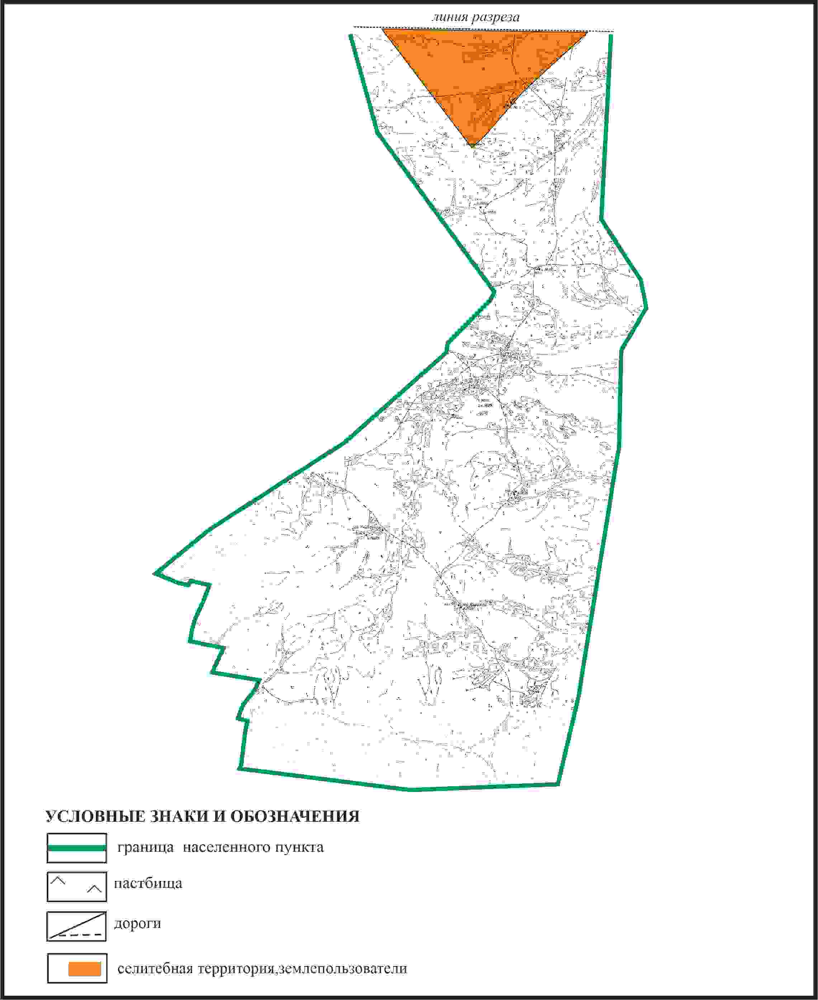 линия разреза
УСЛОВНЫЕ ЗНАКИ И ОБОЗНАЧЕНИЯ
граница населенного пункта
пастбища
дороги
селитебная территория,землепользователи